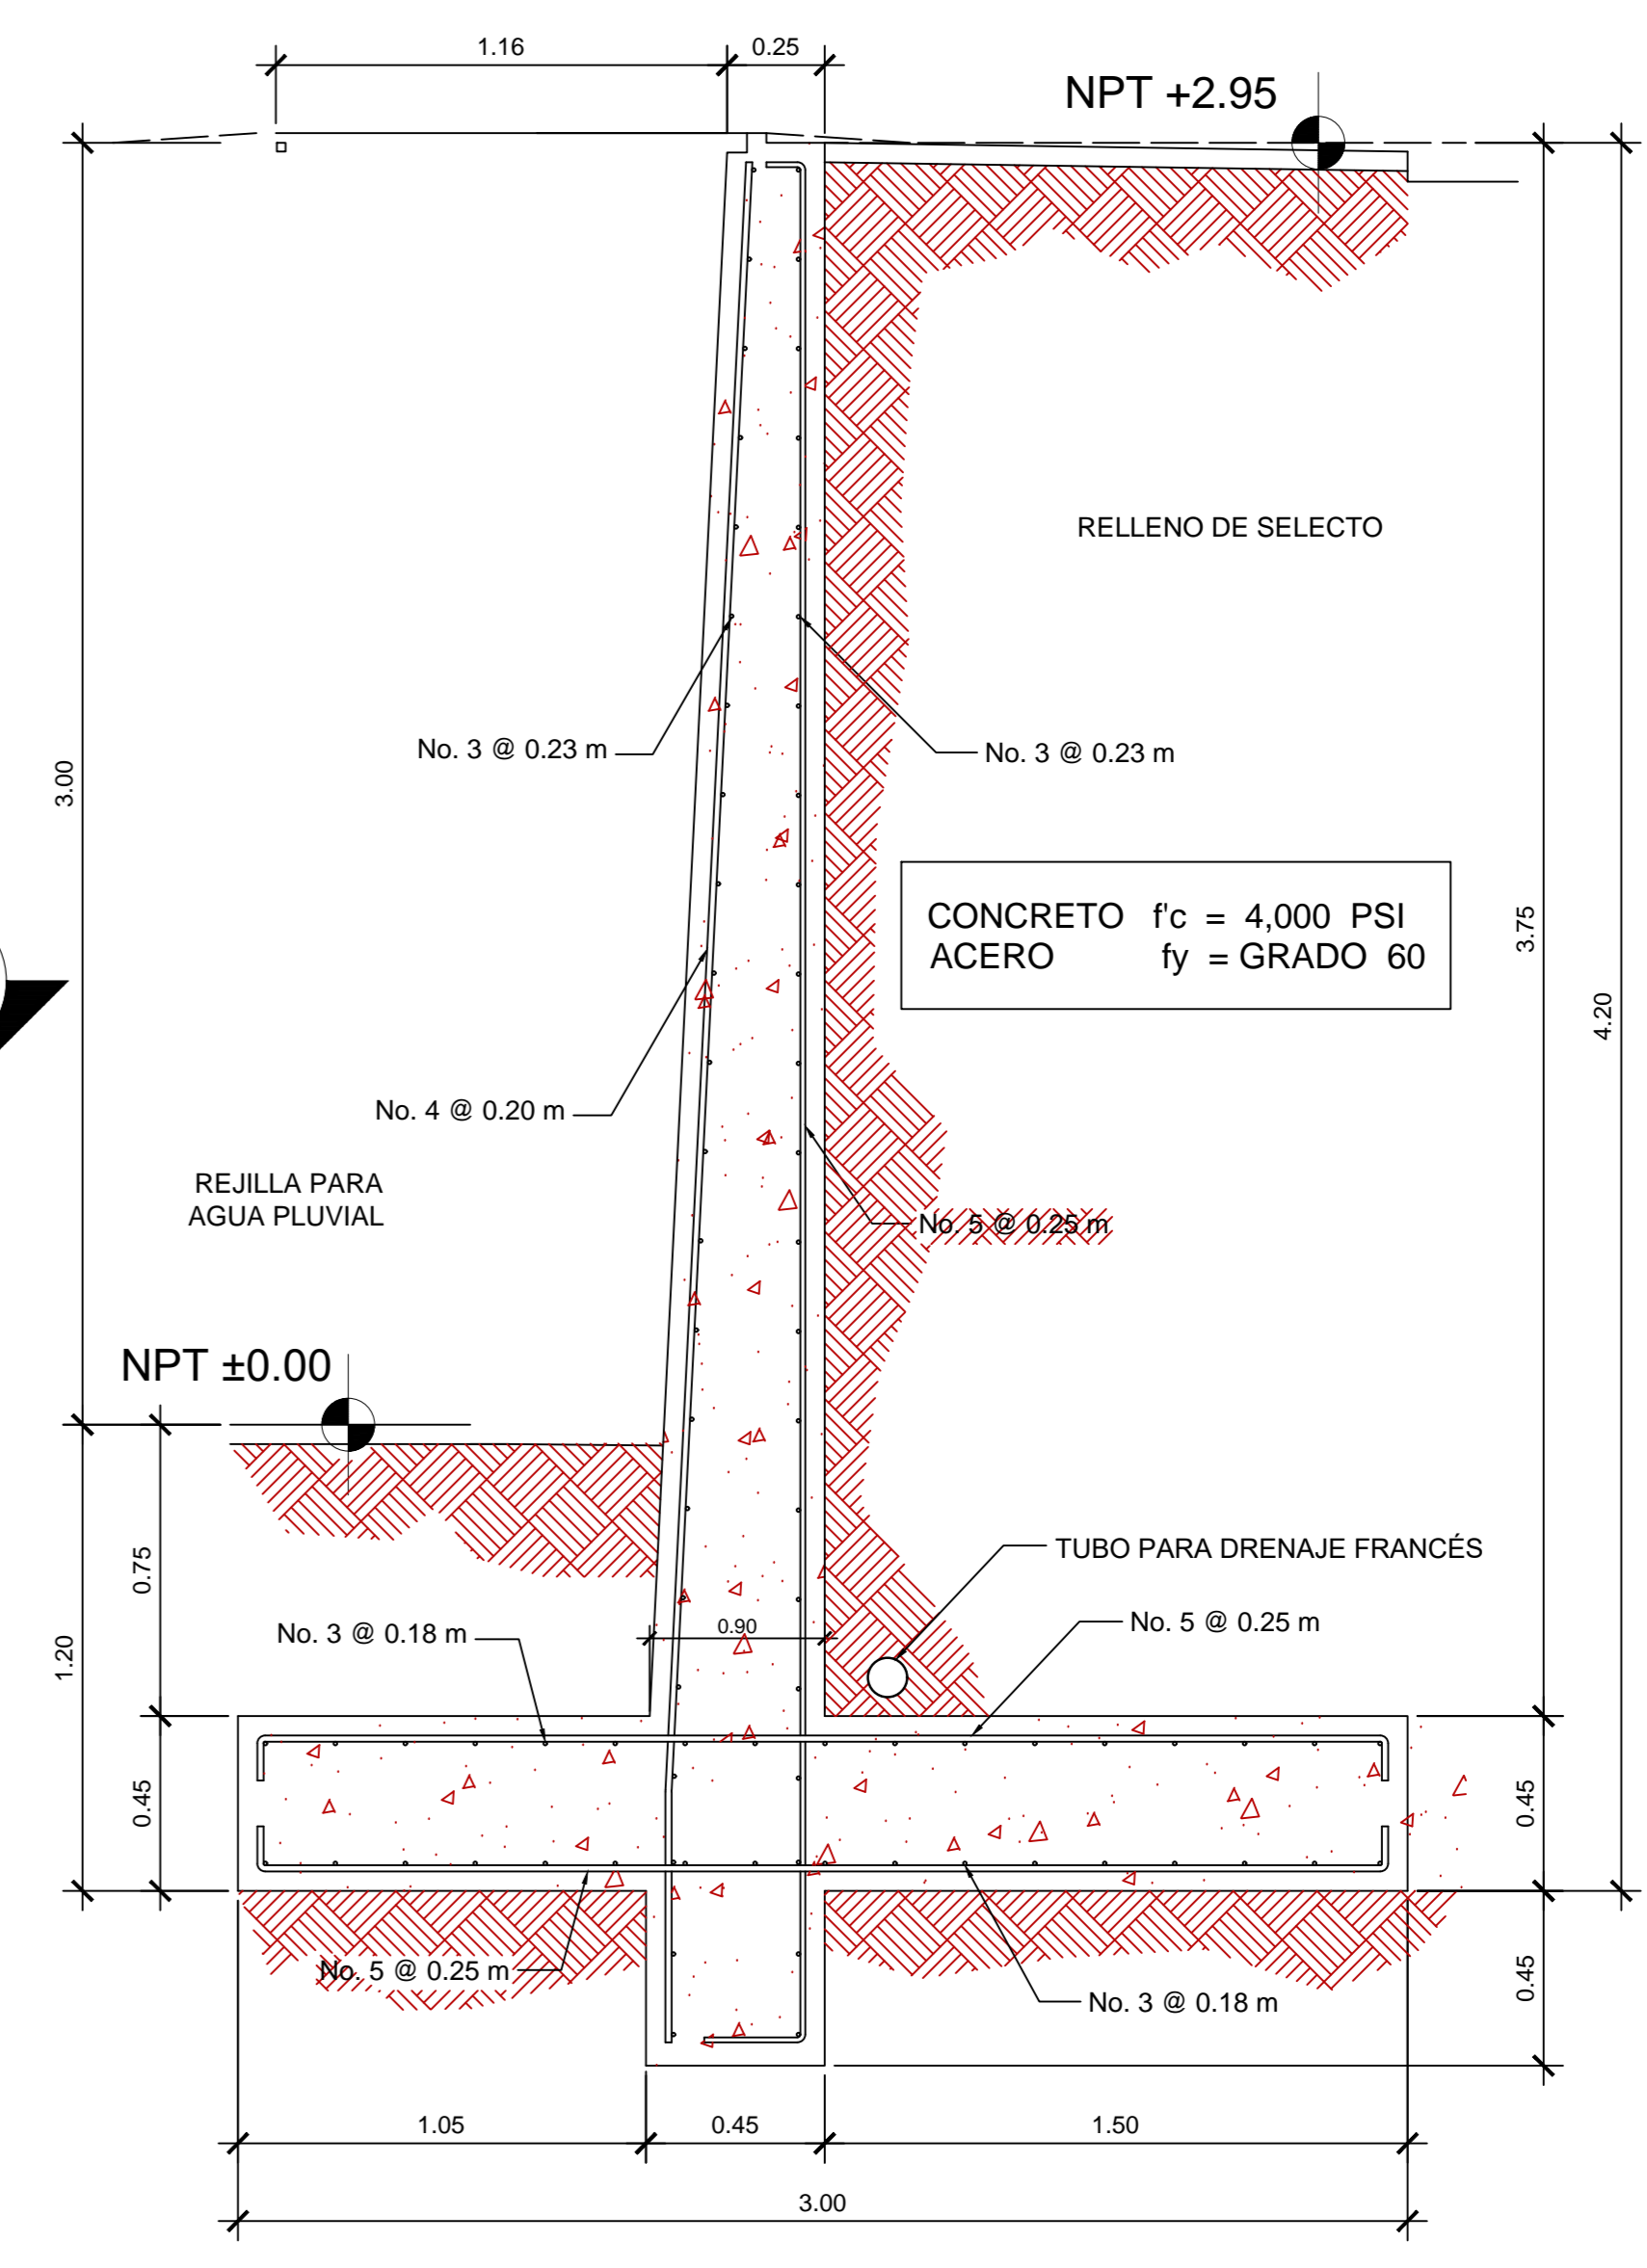 1.16
0.25
NPT +2.95
RELLENO DE SELECTO
No. 3 @ 0.23 m
No. 3 @ 0.23 m
3.00
CONCRETO f'c = 4,000 PSI
ACERO fy = GRADO 60
3.75
4.20
No. 4 @ 0.20 m
REJILLA PARA
AGUA PLUVIAL
No. 5 @ 0.25 m
NPT ±0.00
TUBO PARA DRENAJE FRANCÉS
0.75
No. 3 @ 0.18 m
0.90
No. 5 @ 0.25 m
1.20
0.45
0.45
No. 5 @ 0.25 m
No. 3 @ 0.18 m
0.45
1.05
0.45
1.50
3.00